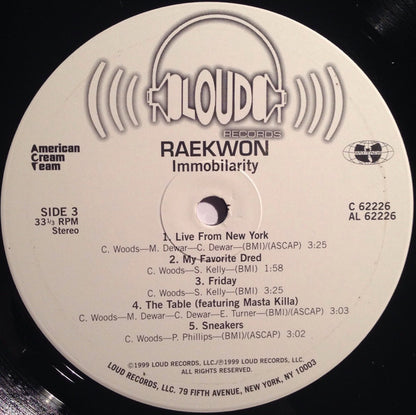 LOUD
RECORDS
RAEKWON
Immobilarity
American
Cream
Team
SIDE 3
33 1/3 RPM
Stereo
C 62226
AL 62226
1. Live From New York
C. Woods—M. Dewar—C. Dewar—(BMI)/(ASCAP) 3:25
2. My Favorite Dred
C. Woods—S. Kelly—(BMI) 1:58
3. Friday
C. Woods—S. Kelly—(BMI) 3:25
4. The Table (featuring Masta Killa)
C. Woods—M. Dewar—C. Dewar—E. Turner—(BMI)/(ASCAP) 3:03
5. Sneakers
C. Woods—P. Phillips—(BMI)/(ASCAP) 3:02
©1999 LOUD RECORDS, LLC./℗1999 LOUD RECORDS, LLC.
ALL RIGHTS RESERVED.
LOUD RECORDS, LLC. 79 FIFTH AVENUE, NEW YORK, NY 10003